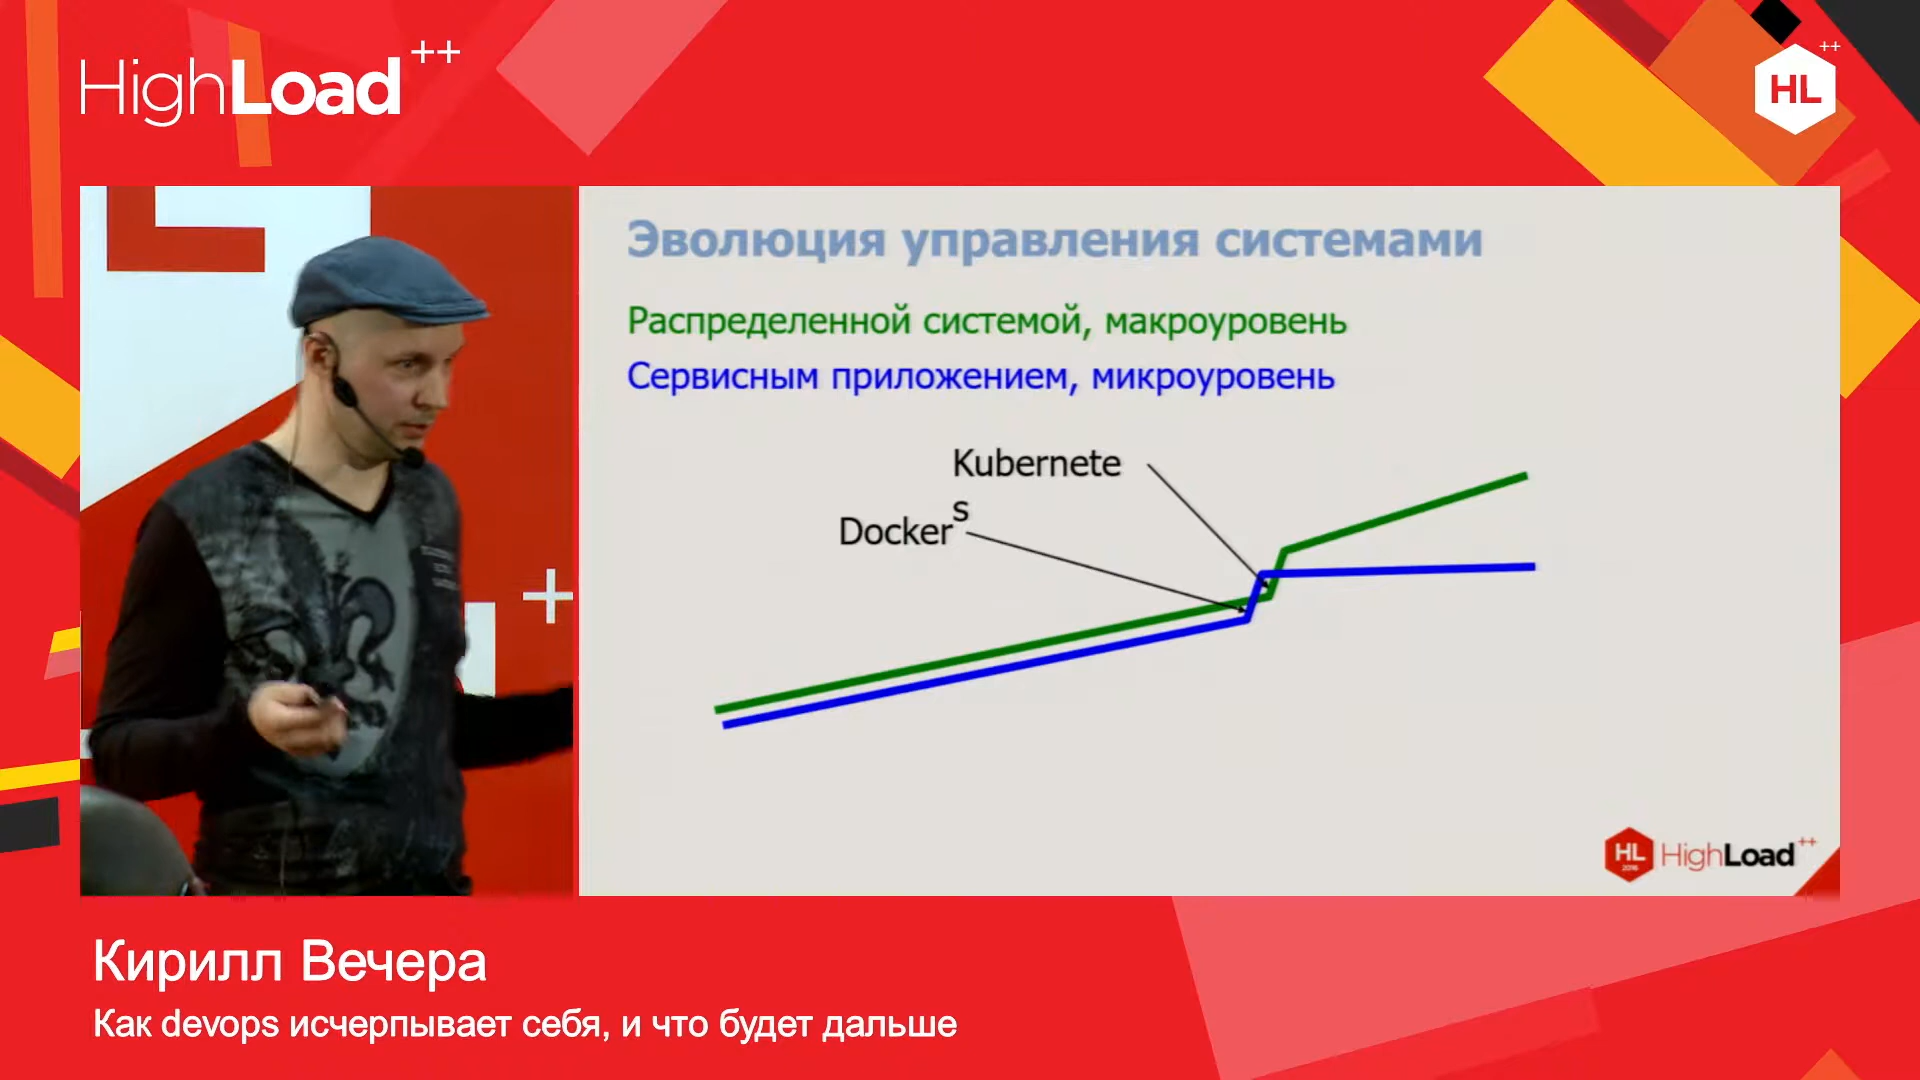 HighLoad++
HL++
Эволюция управления системами
Распределенной системой, макроуровень
Сервисным приложением, микроуровень
Kubernete
s
Docker
HL
2016
HighLoad++
Кирилл Вечера
Как devops исчерпывает себя, и что будет дальше